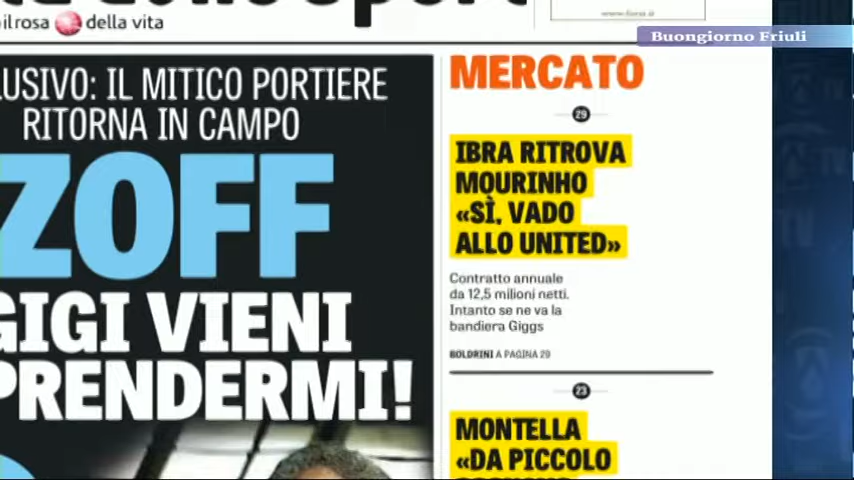 dello Sport
il rosa della vita
Buongiorno Friuli
IL MITICO PORTIERE
RITORNA IN CAMPO
ZOFF
GIGI VIENI
PRENDERMI!
MERCATO
29
IBRA RITROVA
MOURINHO
«SÌ, VADO
ALLO UNITED»
Contratto annuale
da 12,5 milioni netti.
Intanto se ne va la
bandiera Giggs
BOLDRINI A PAGINA 29
23
MONTELLA
«DA PICCOLO